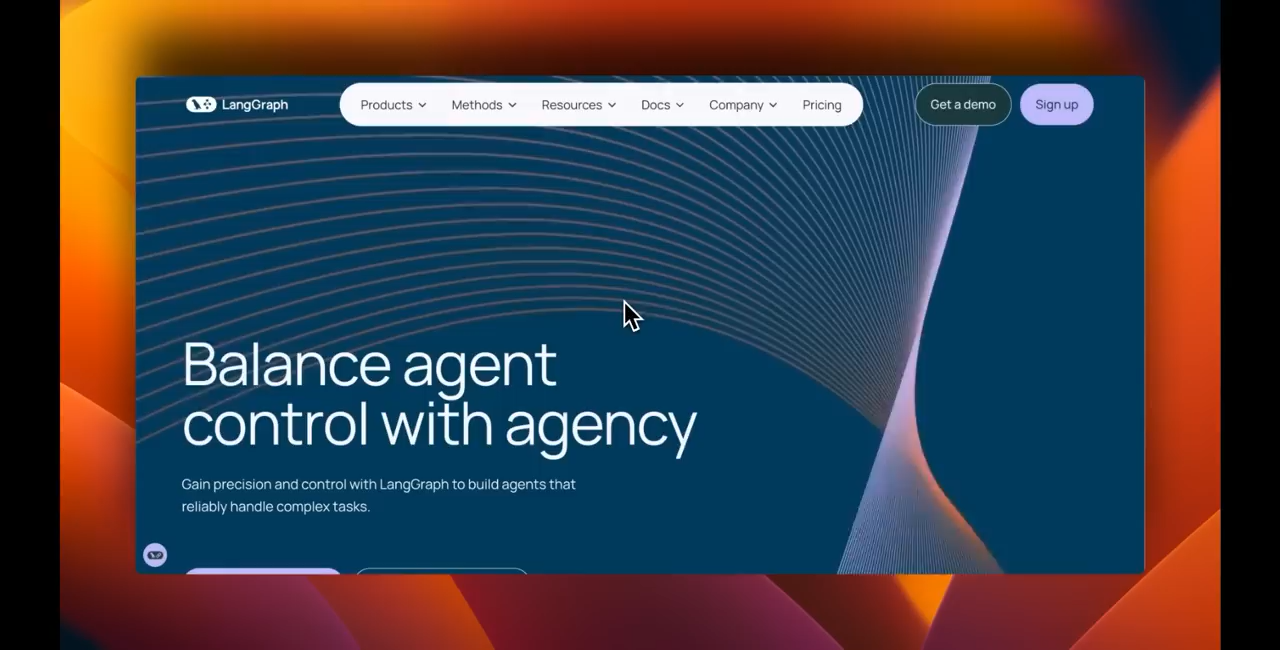 LangGraph
Products
Methods
Resources
Docs
Company
Pricing
Get a demo
Sign up
Balance agent
control with agency
Gain precision and control with LangGraph to build agents that
reliably handle complex tasks.